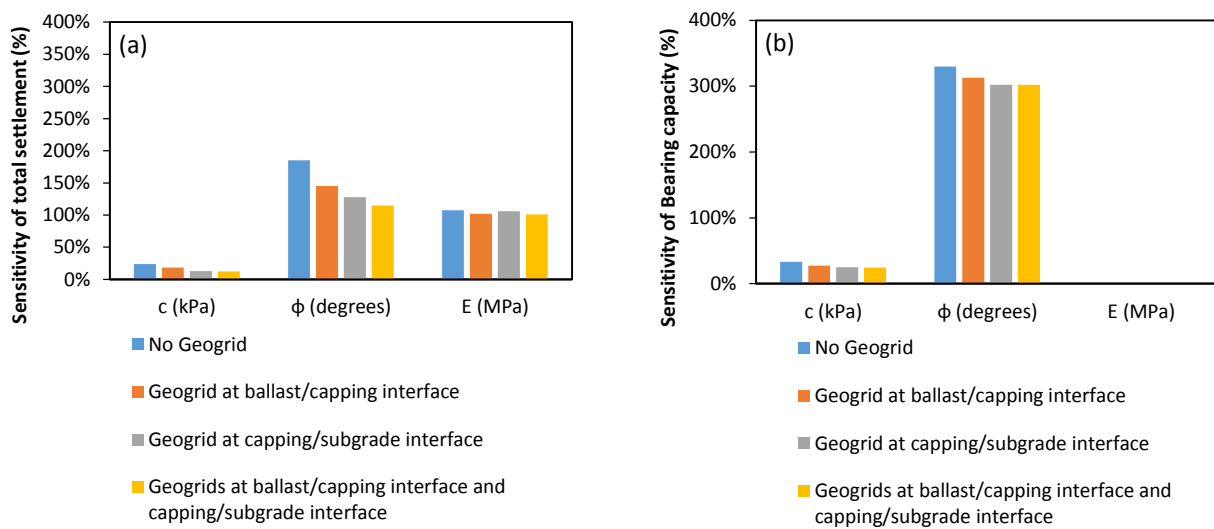 Sensitivity of total settlement (%)
400%
350%
300%
250%
200%
150%
100%
50%
0%
(a)
c (kPa)
ϕ (degrees)
E (MPa)
No Geogrid
Geogrid at ballast/capping interface
Geogrid at capping/subgrade interface
Geogrids at ballast/capping interface and
capping/subgrade interface
Sensitivity of Bearing capacity (%)
400%
300%
200%
100%
0%
(b)
c (kPa)
ϕ (degrees)
E (MPa)
No Geogrid
Geogrid at ballast/capping interface
Geogrid at capping/subgrade interface
Geogrids at ballast/capping interface and
capping/subgrade interface